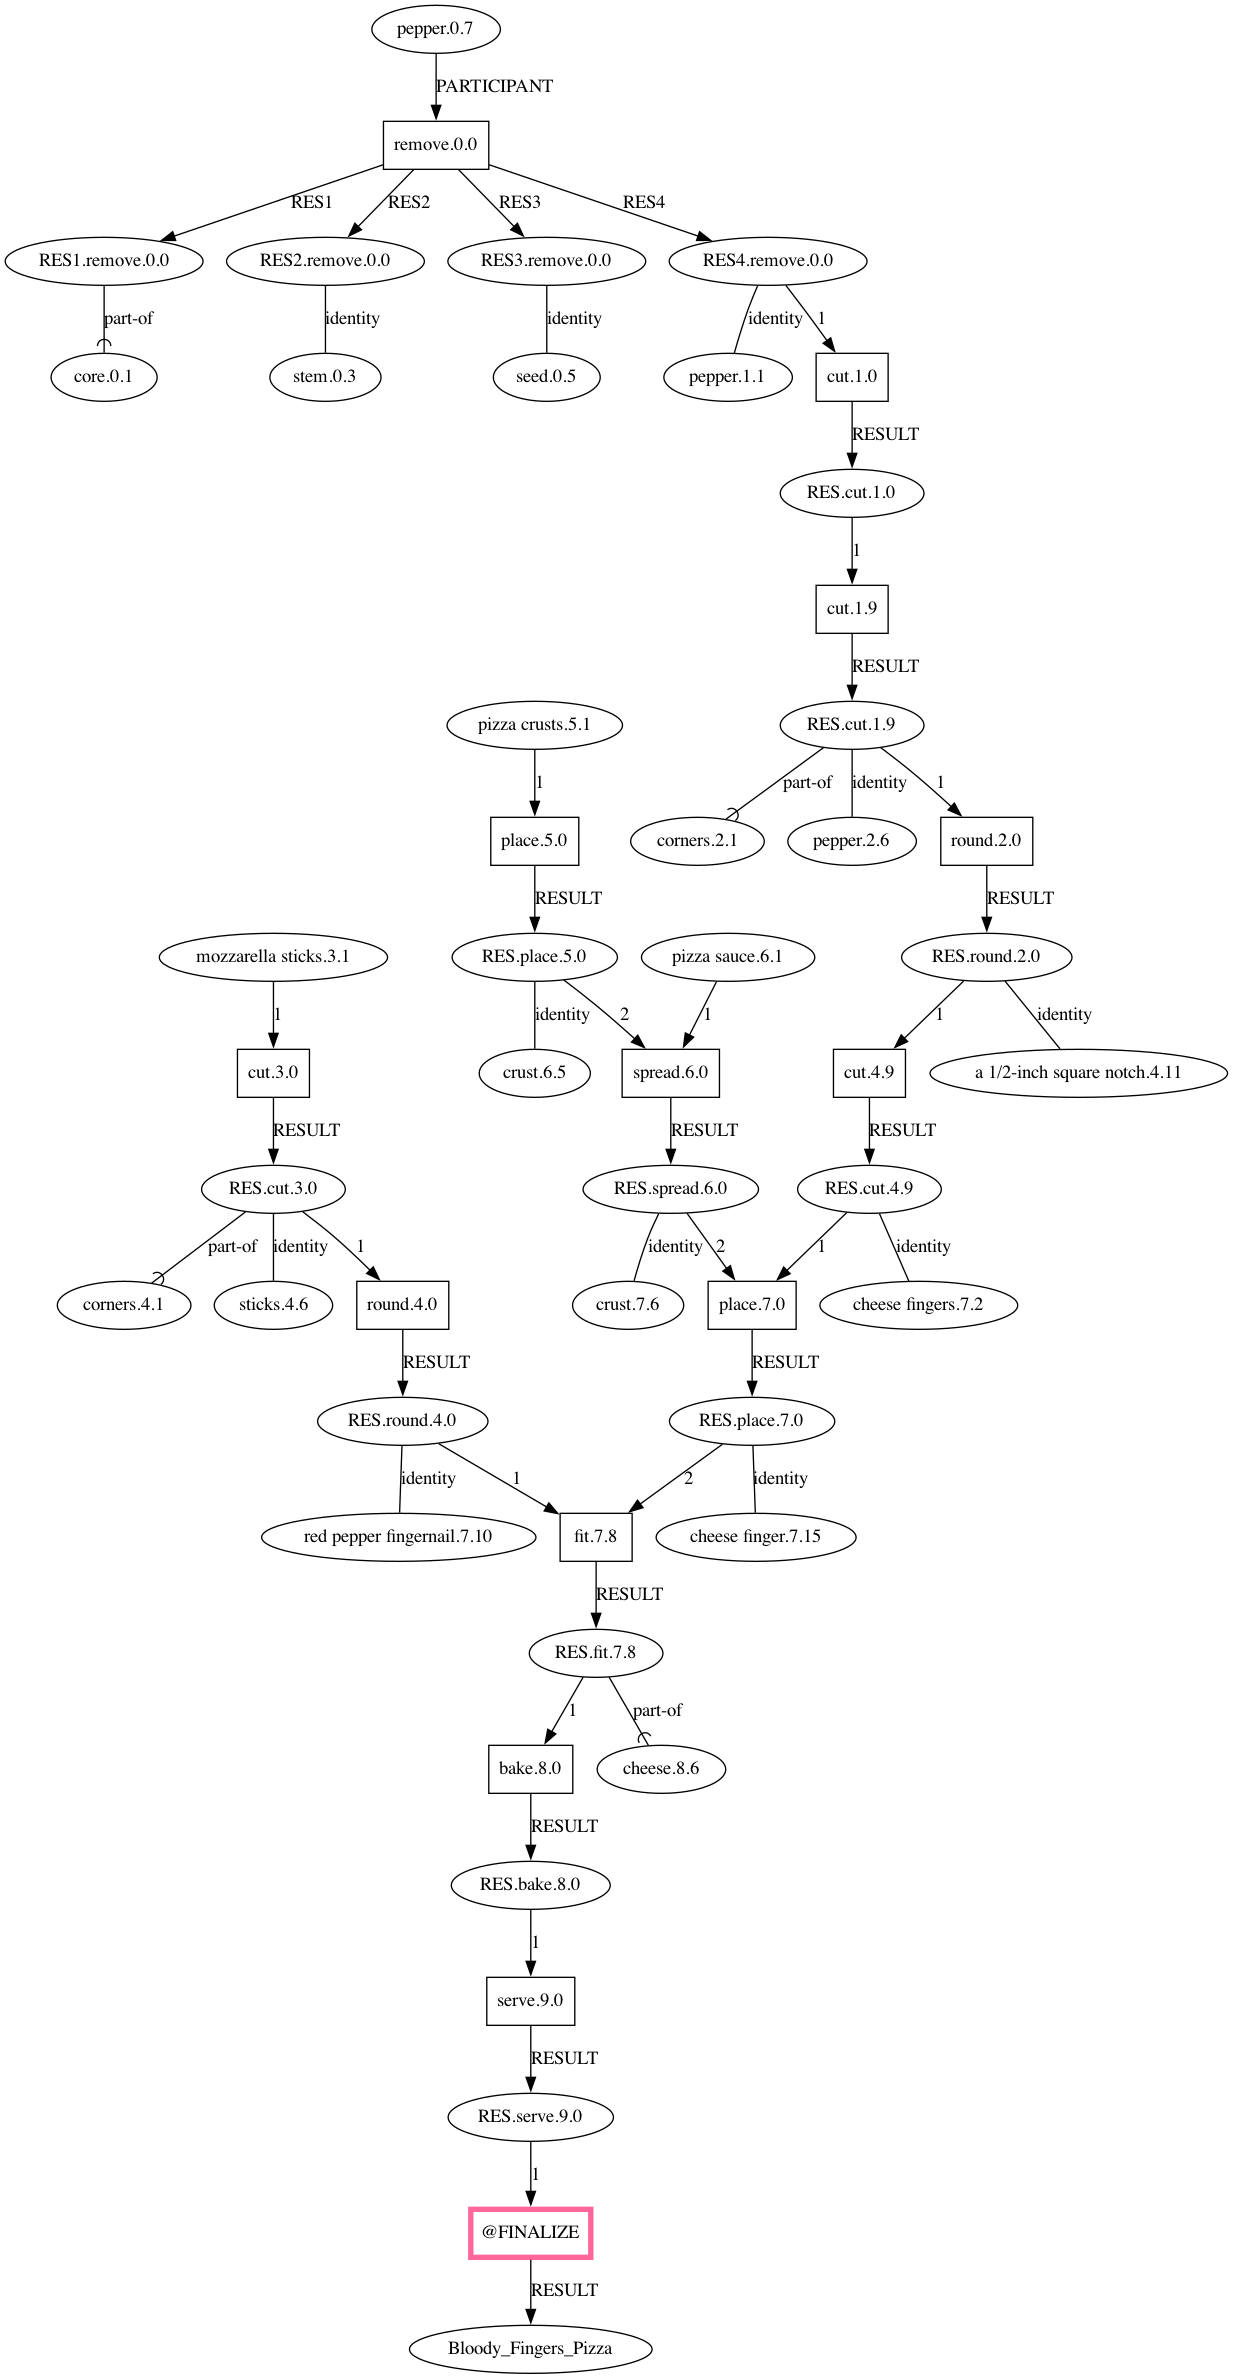 pepper.0.7
PARTICIPANT
remove.0.0
RES1
RES2
RES3
RES4
RES1.remove.0.0
RES2.remove.0.0
RES3.remove.0.0
RES4.remove.0.0
part-of
identity
identity
identity
1
core.0.1
stem.0.3
seed.0.5
pepper.1.1
cut.1.0
RESULT
RES.cut.1.0
1
cut.1.9
RESULT
pizza crusts.5.1
RES.cut.1.9
1
part-of
identity
1
place.5.0
corners.2.1
pepper.2.6
round.2.0
RESULT
RESULT
mozzarella sticks.3.1
RES.place.5.0
pizza sauce.6.1
RES.round.2.0
1
identity
2
1
1
identity
cut.3.0
crust.6.5
spread.6.0
cut.4.9
a 1/2-inch square notch.4.11
RESULT
RESULT
RESULT
RES.cut.3.0
RES.spread.6.0
RES.cut.4.9
part-of
identity
1
identity
2
1
identity
corners.4.1
sticks.4.6
round.4.0
crust.7.6
place.7.0
cheese fingers.7.2
RESULT
RESULT
RES.round.4.0
RES.place.7.0
identity
1
2
identity
red pepper fingernail.7.10
fit.7.8
cheese finger.7.15
RESULT
RES.fit.7.8
1
part-of
bake.8.0
cheese.8.6
RESULT
RES.bake.8.0
1
serve.9.0
RESULT
RES.serve.9.0
1
@FINALIZE
RESULT
Bloody_Fingers_Pizza